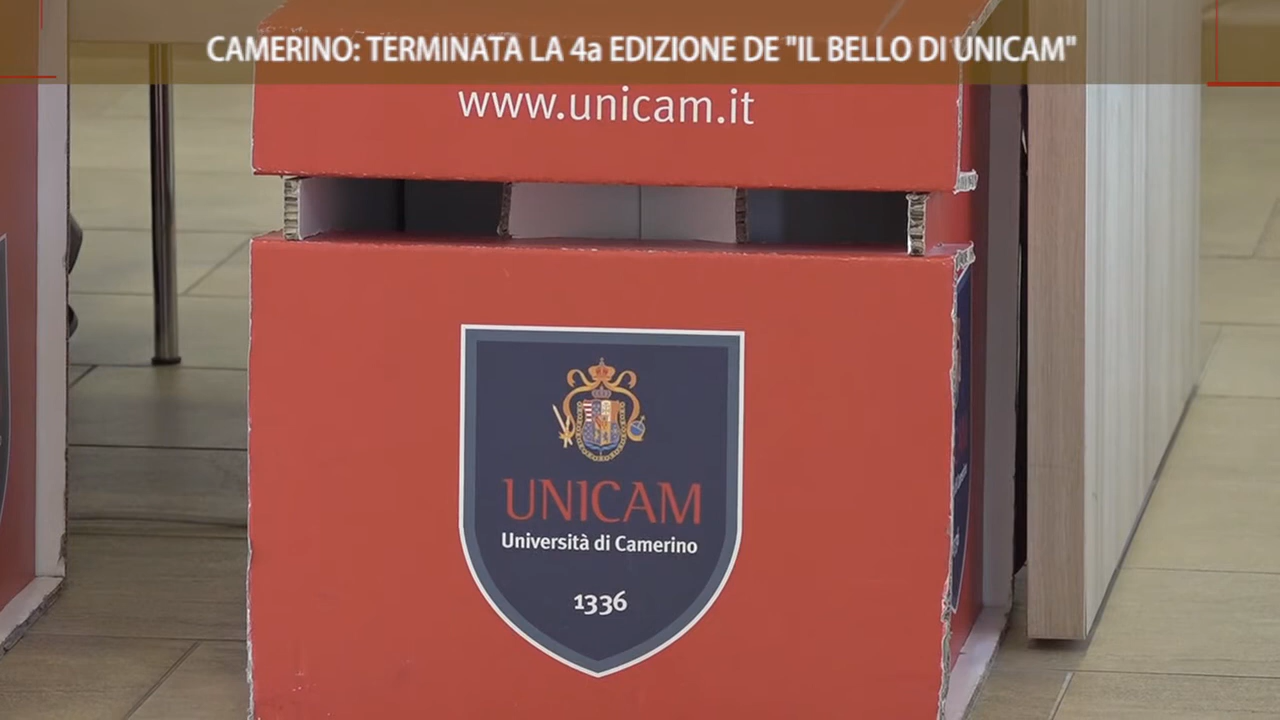 CAMERINO: TERMINATA LA 4a EDIZIONE DE "IL BELLO DI UNICAM"
www.unicam.it
UNICAM
Università di Camerino
1336